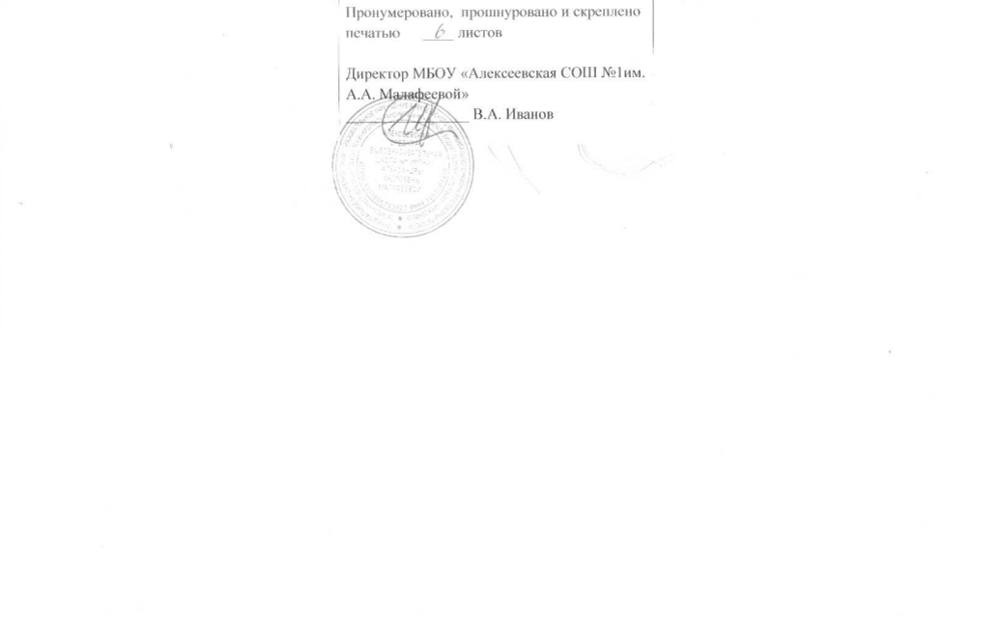 Пронумеровано, прошнуровано и скреплено
печатью 6 листов
Директор МБОУ «Алексеевская СОШ №1им.
А.А. Малафеевой»
В.А. Иванов